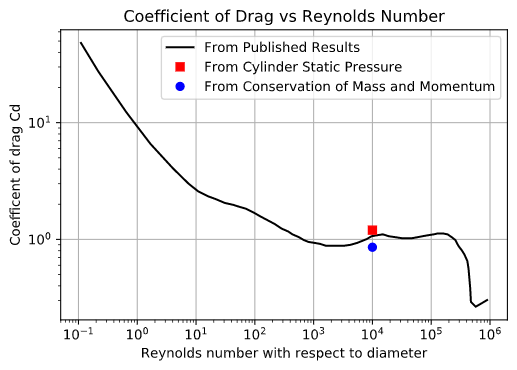 Coefficient of Drag vs Reynolds Number
From Published Results
From Cylinder Static Pressure
From Conservation of Mass and Momentum
Coefficent of drag Cd
10¹
10⁰
10⁻¹ 10⁰ 10¹ 10² 10³ 10⁴ 10⁵ 10⁶
Reynolds number with respect to diameter